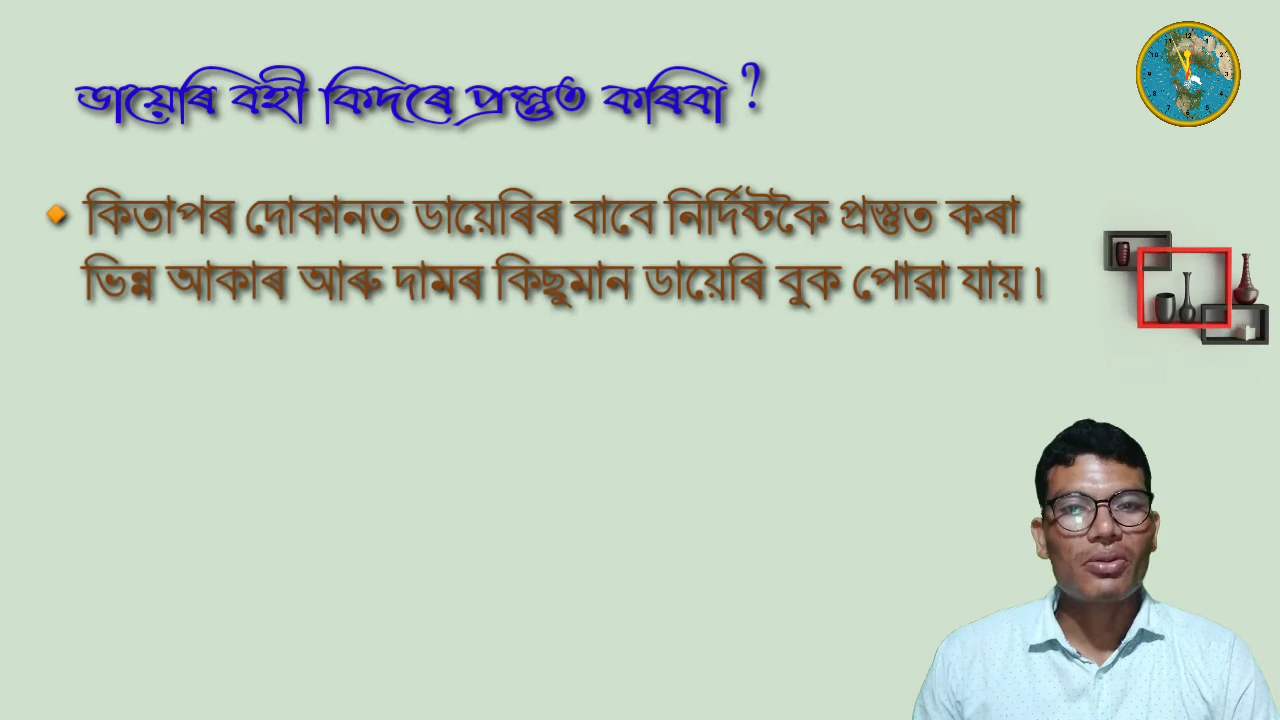 ডায়েৰি বহী কিদৰে প্ৰস্তুত কৰিবা ?
কিতাপৰ দোকানত ডায়েৰিৰ বাবে নিৰ্দিষ্টকৈ প্ৰস্তুত কৰা
ভিন্ন আকাৰ আৰু দামৰ কিছুমান ডায়েৰি বুক পোৱা যায় ৷